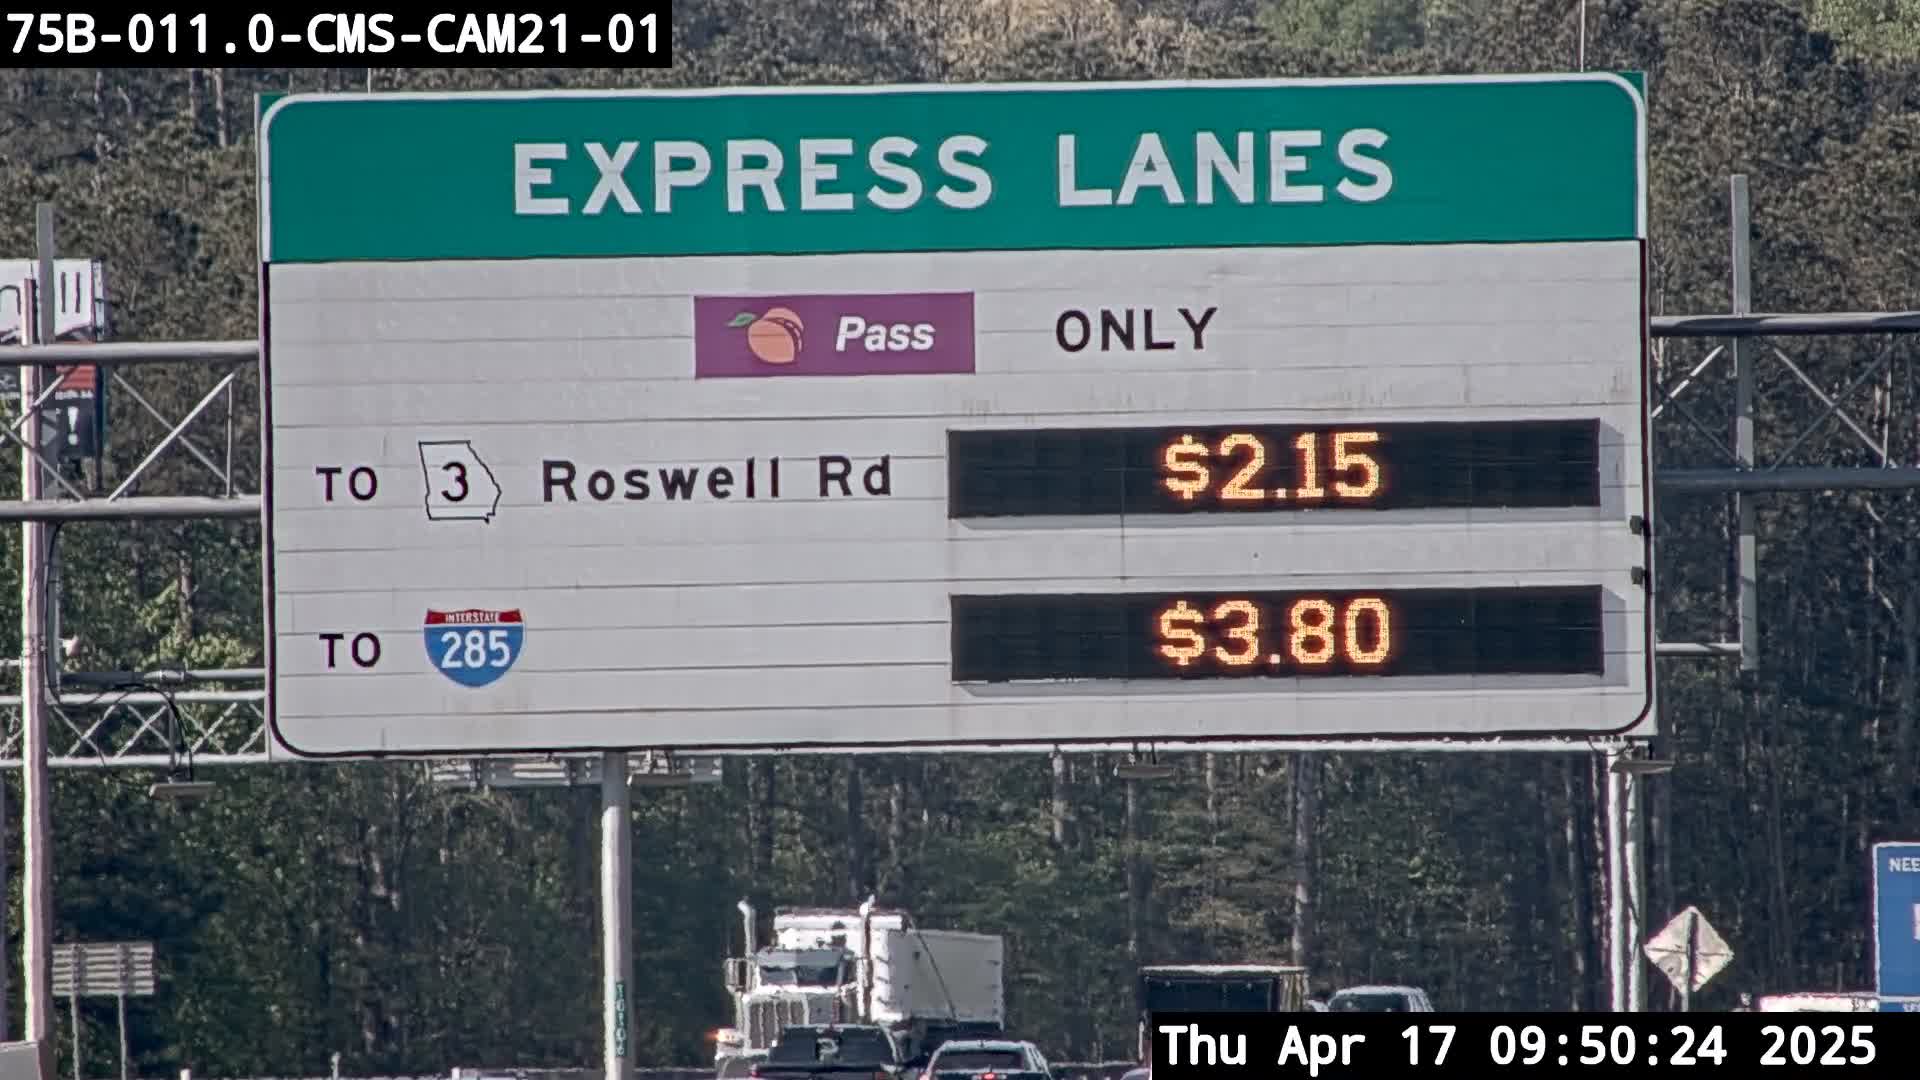 75B-011.0-CMS-CAM21-01
EXPRESS LANES
Pass ONLY
TO 3 Roswell Rd $2.15
TO INTERSTATE 285 $3.80
NEE
Thu Apr 17 09:50:24 2025